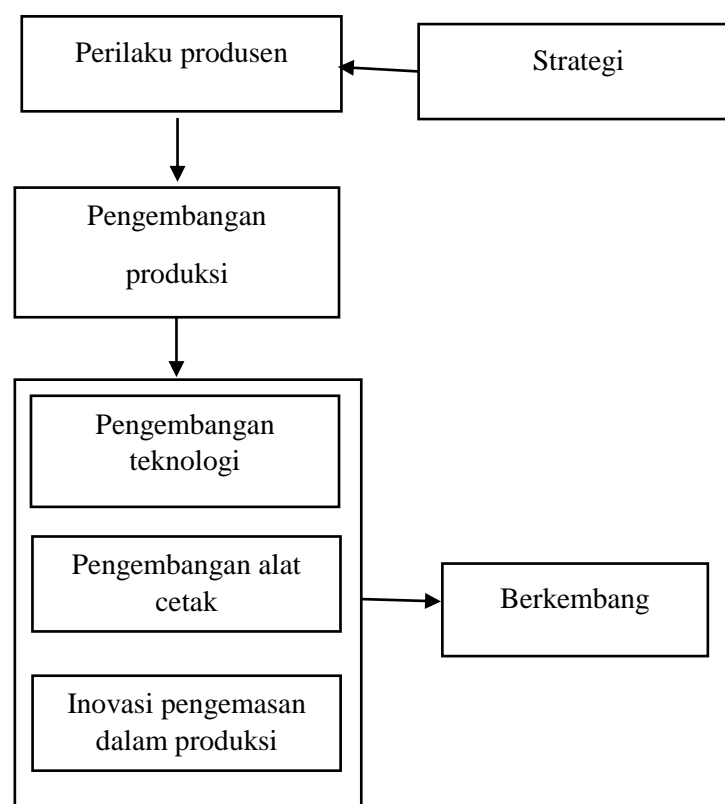 Perilaku produsen
Strategi
Pengembangan
produksi
Pengembangan
teknologi
Pengembangan alat
cetak
Berkembang
Inovasi pengemasan
dalam produksi